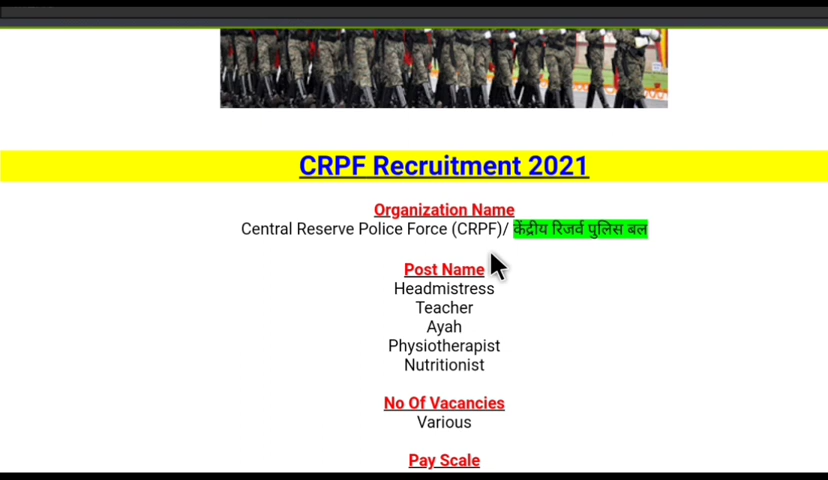 CRPF Recruitment 2021
Organization Name
Central Reserve Police Force (CRPF)/ केंद्रीय रिजर्व पुलिस बल
Post Name
Headmistress
Teacher
Ayah
Physiotherapist
Nutritionist
No Of Vacancies
Various
Pay Scale